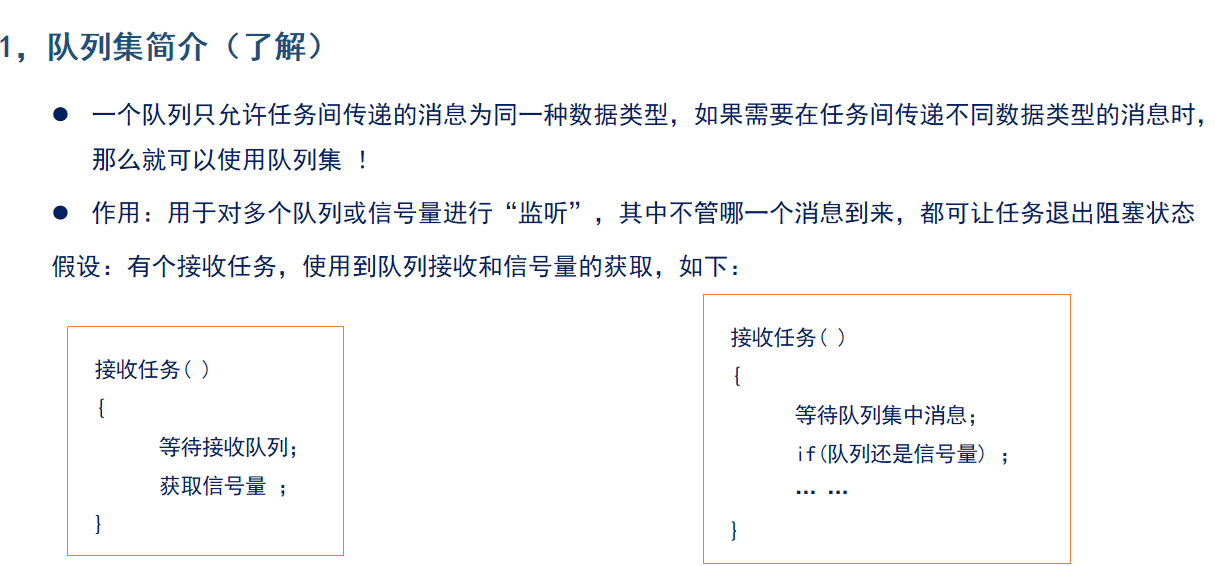 1，队列集简介（了解）
● 一个队列只允许任务间传递的消息为同一种数据类型，如果需要在任务间传递不同数据类型的消息时，
那么就可以使用队列集 ！
● 作用：用于对多个队列或信号量进行“监听”，其中不管哪一个消息到来，都可让任务退出阻塞状态
假设：有个接收任务，使用到队列接收和信号量的获取，如下：
接收任务( )
{
等待接收队列；
获取信号量 ；
}
接收任务( )
{
等待队列集中消息；
if(队列还是信号量) ；
... ...
}